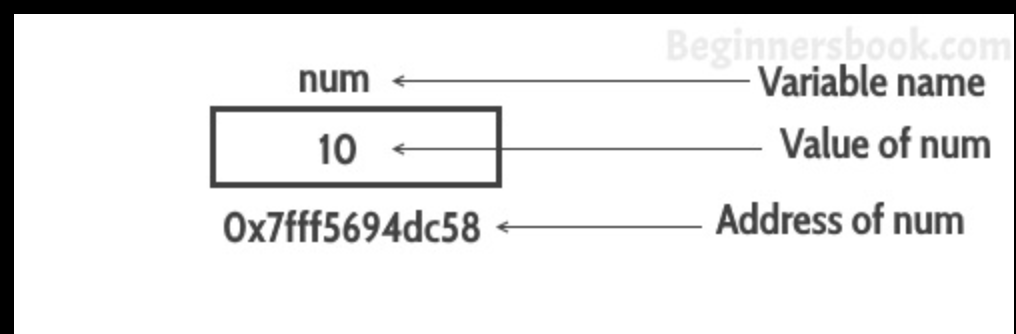 Beginnersbook.com
num Variable name
10 Value of num
0x7fff5694dc58 Address of num